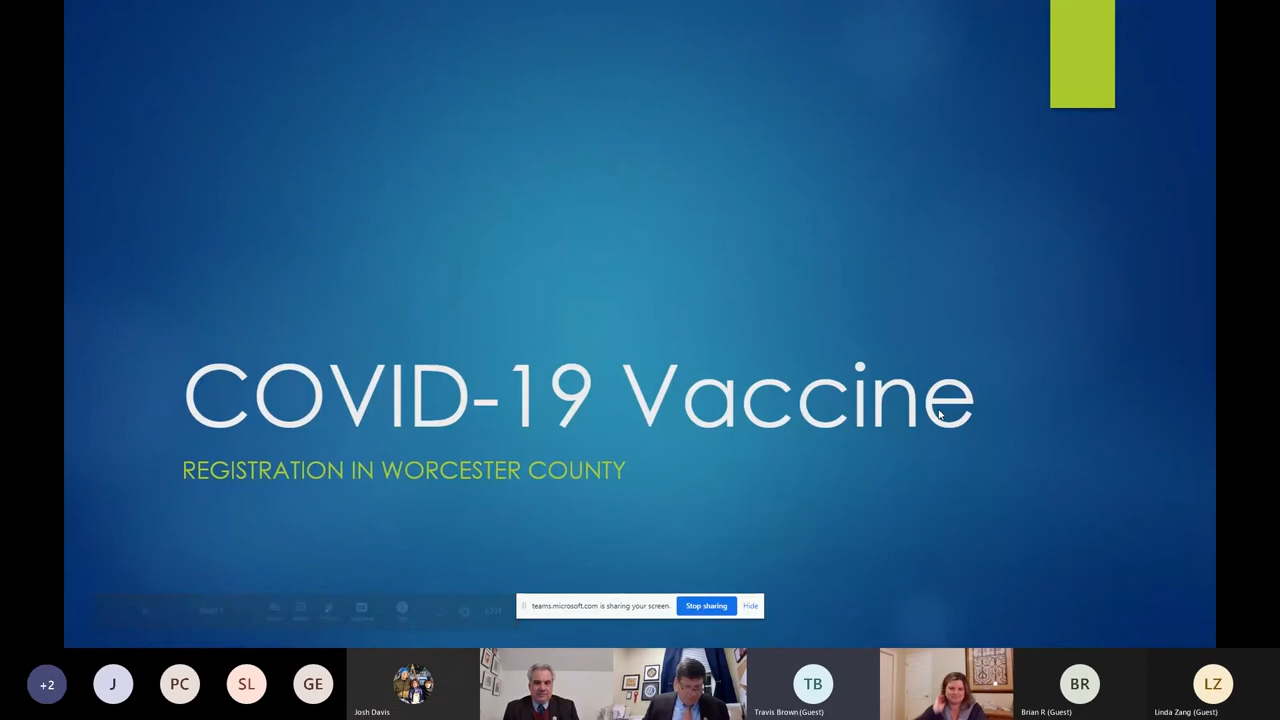 COVID-19 Vaccine
REGISTRATION IN WORCESTER COUNTY
teams.microsoft.com is sharing your screen.
Stop sharing
Hide
+2
J
PC
SL
GE
Josh Davis
TB
Travis Brown (Guest)
BR
Brian R (Guest)
LZ
Linda Zang (Guest)